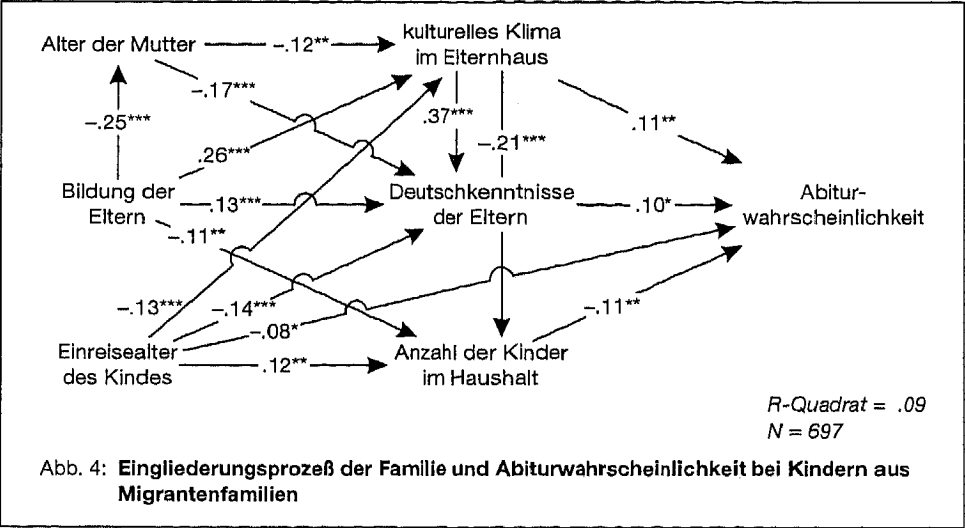 Alter der Mutter
-.12**
kulturelles Klima
im Elternhaus
-.17***
.37***
.11**
-.25***
.26***
-.21***
Bildung der
Eltern
.13***
Deutschkenntnisse
der Eltern
.10*
Abitur-
wahrscheinlichkeit
-.11**
-.13***
-.14***
-.08*
-.11**
Einreisealter
des Kindes
.12**
Anzahl der Kinder
im Haushalt
R-Quadrat = .09
N = 697
Abb. 4: Eingliederungsprozeß der Familie und Abiturwahrscheinlichkeit bei Kindern aus
Migrantenfamilien